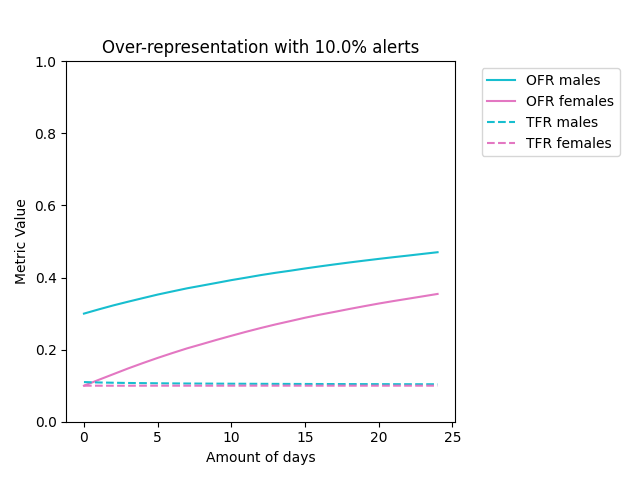 Over-representation with 10.0% alerts
1.0
0.8
0.6
0.4
0.2
0.0
Metric Value
0
5
10
15
20
25
Amount of days
OFR males
OFR females
TFR males
TFR females